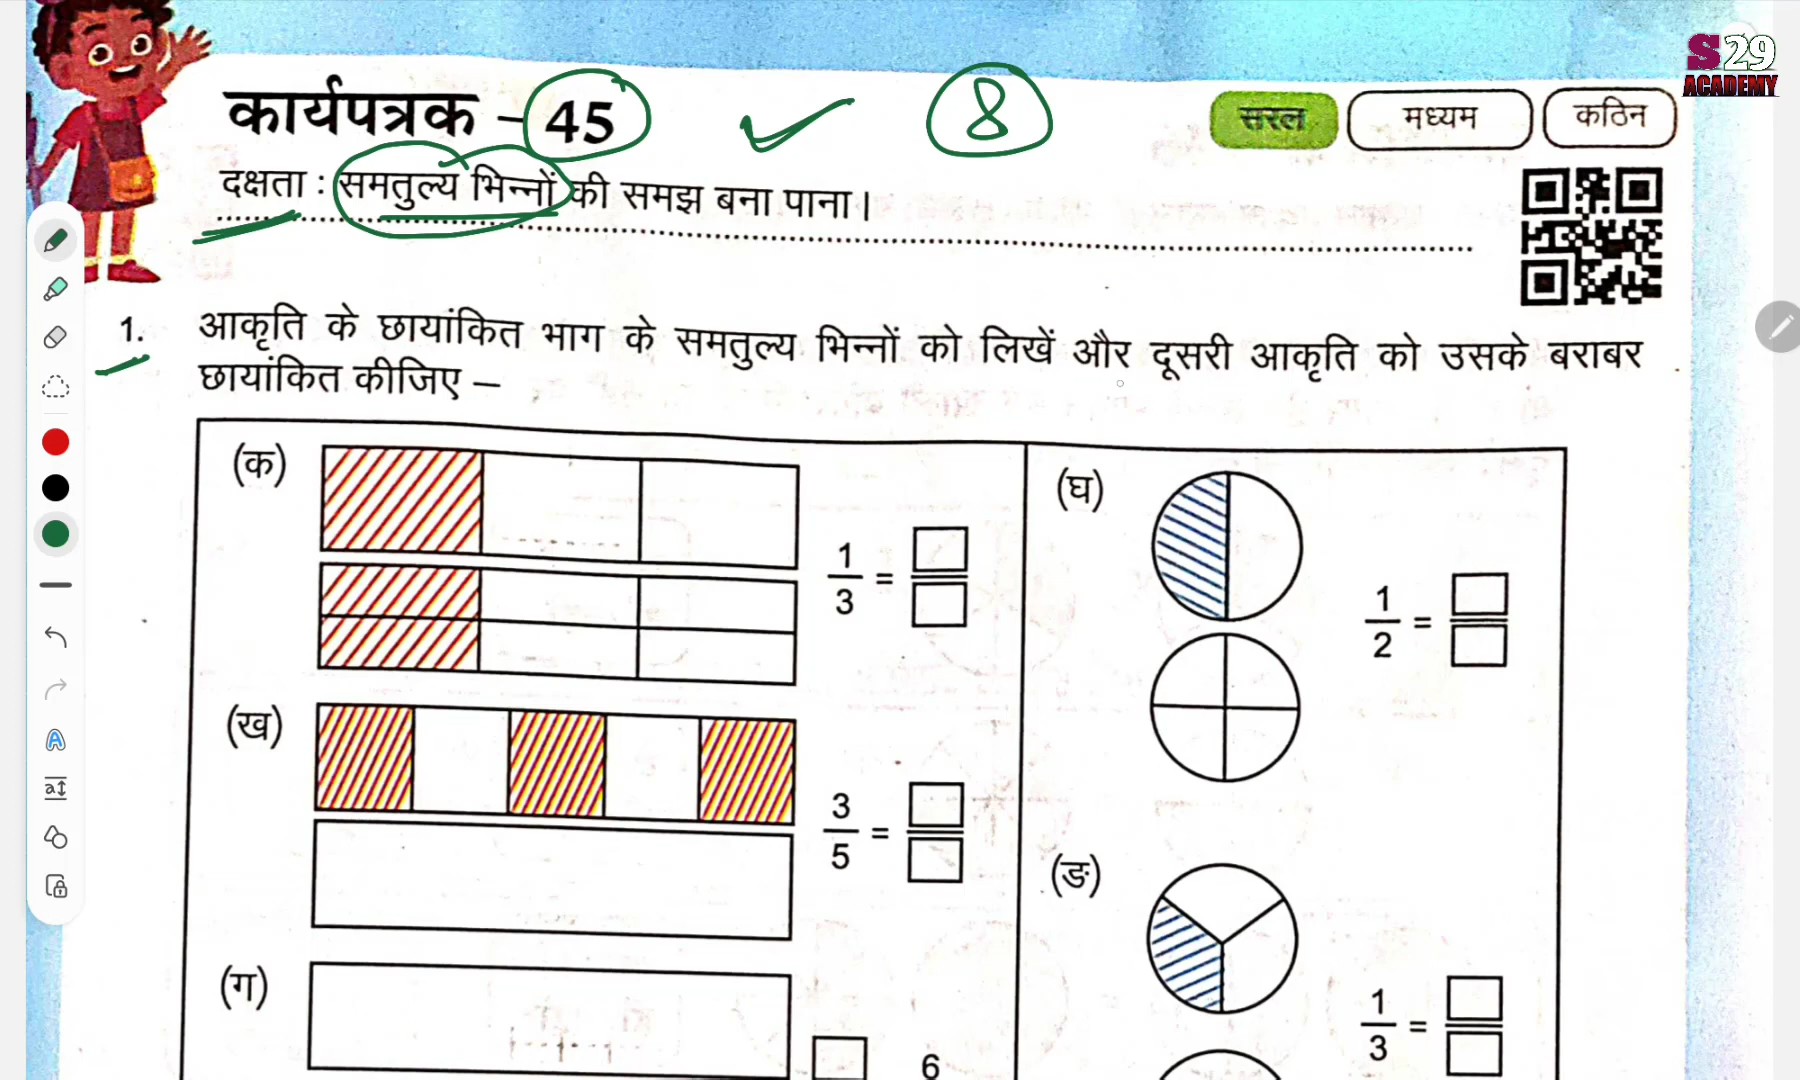 S29
ACADEMY
कार्यपत्रक – 45
8
सरल
मध्यम
कठिन
दक्षता : समतुल्य भिन्नों की समझ बना पाना।
1. आकृति के छायांकित भाग के समतुल्य भिन्नों को लिखें और दूसरी आकृति को उसके बराबर
छायांकित कीजिए –
(क)
1
3
=
(ख)
3
5
=
(ग)
6
(घ)
1
2
=
(ङ)
1
3
=